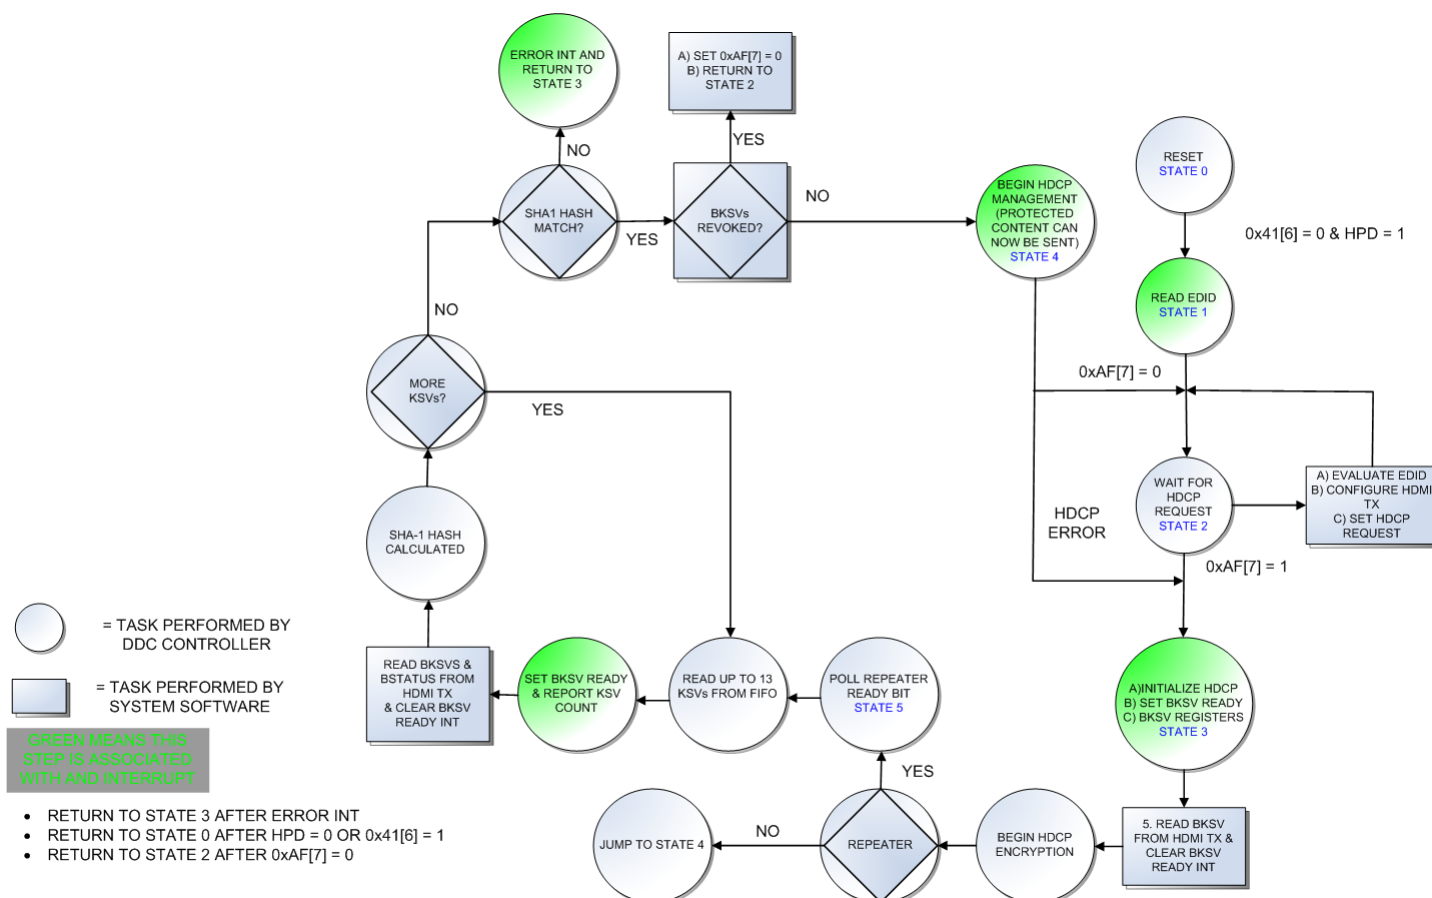 ERROR INT AND
RETURN TO
STATE 3
A) SET 0xAF[7] = 0
B) RETURN TO
STATE 2
NO
YES
SHA1 HASH
MATCH?
YES
BKSVs
REVOKED?
NO
BEGIN HDCP
MANAGEMENT
(PROTECTED
CONTENT CAN
NOW BE SENT)
STATE 4
RESET
STATE 0
0x41[6] = 0 & HPD = 1
READ EDID
STATE 1
NO
MORE
KSVs?
YES
0xAF[7] = 0
WAIT FOR
HDCP
REQUEST
STATE 2
A) EVALUATE EDID
B) CONFIGURE HDMI
TX
C) SET HDCP
REQUEST
HDCP
ERROR
0xAF[7] = 1
SHA-1 HASH
CALCULATED
= TASK PERFORMED BY
DDC CONTROLLER
= TASK PERFORMED BY
SYSTEM SOFTWARE
GREEN MEANS THIS
STEP IS ASSOCIATED
WITH AND INTERRUPT
READ BKSVS &
BSTATUS FROM
HDMI TX
& CLEAR BKSV
READY INT
SET BKSV READY
& REPORT KSV
COUNT
READ UP TO 13
KSVs FROM FIFO
POLL REPEATER
READY BIT
STATE 5
A)INITIALIZE HDCP
B) SET BKSV READY
C) BKSV REGISTERS
STATE 3
YES
• RETURN TO STATE 3 AFTER ERROR INT
• RETURN TO STATE 0 AFTER HPD = 0 OR 0x41[6] = 1
• RETURN TO STATE 2 AFTER 0xAF[7] = 0
JUMP TO STATE 4
NO
REPEATER
BEGIN HDCP
ENCRYPTION
5. READ BKSV
FROM HDMI TX &
CLEAR BKSV
READY INT